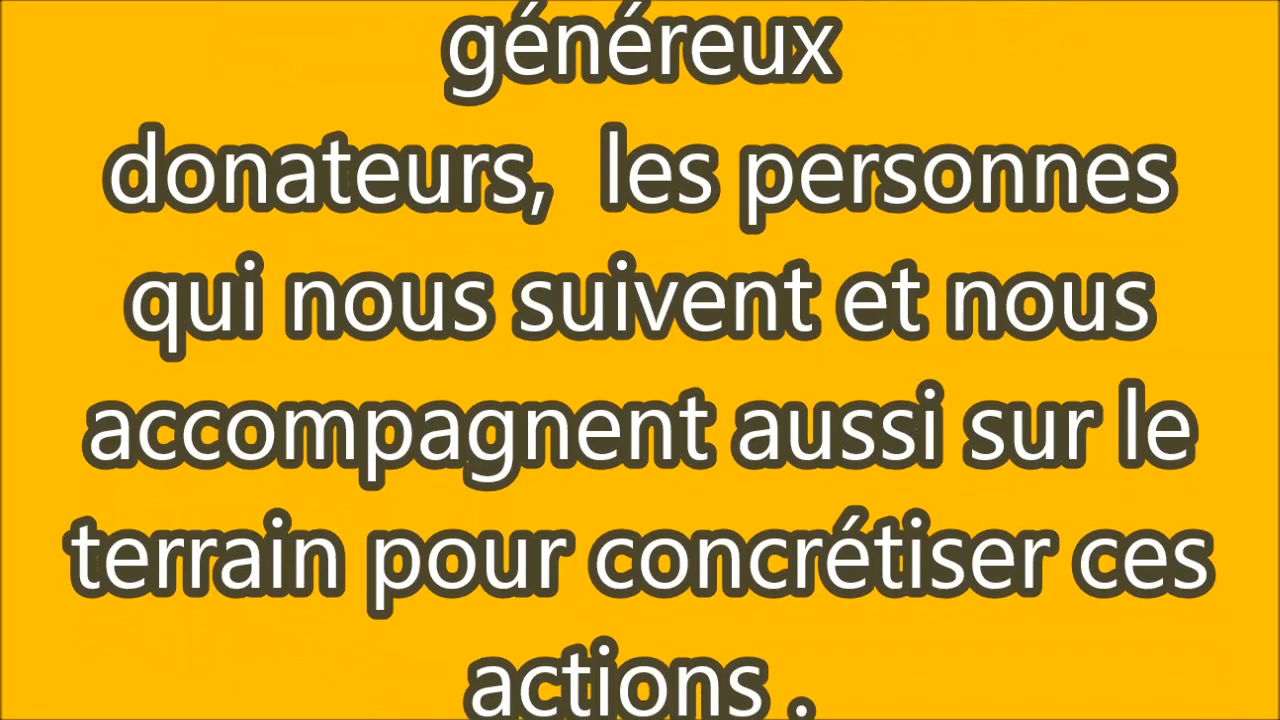 généreux
donateurs,  les personnes
qui nous suivent et nous
accompagnent aussi sur le
terrain pour concrétiser ces
actions .